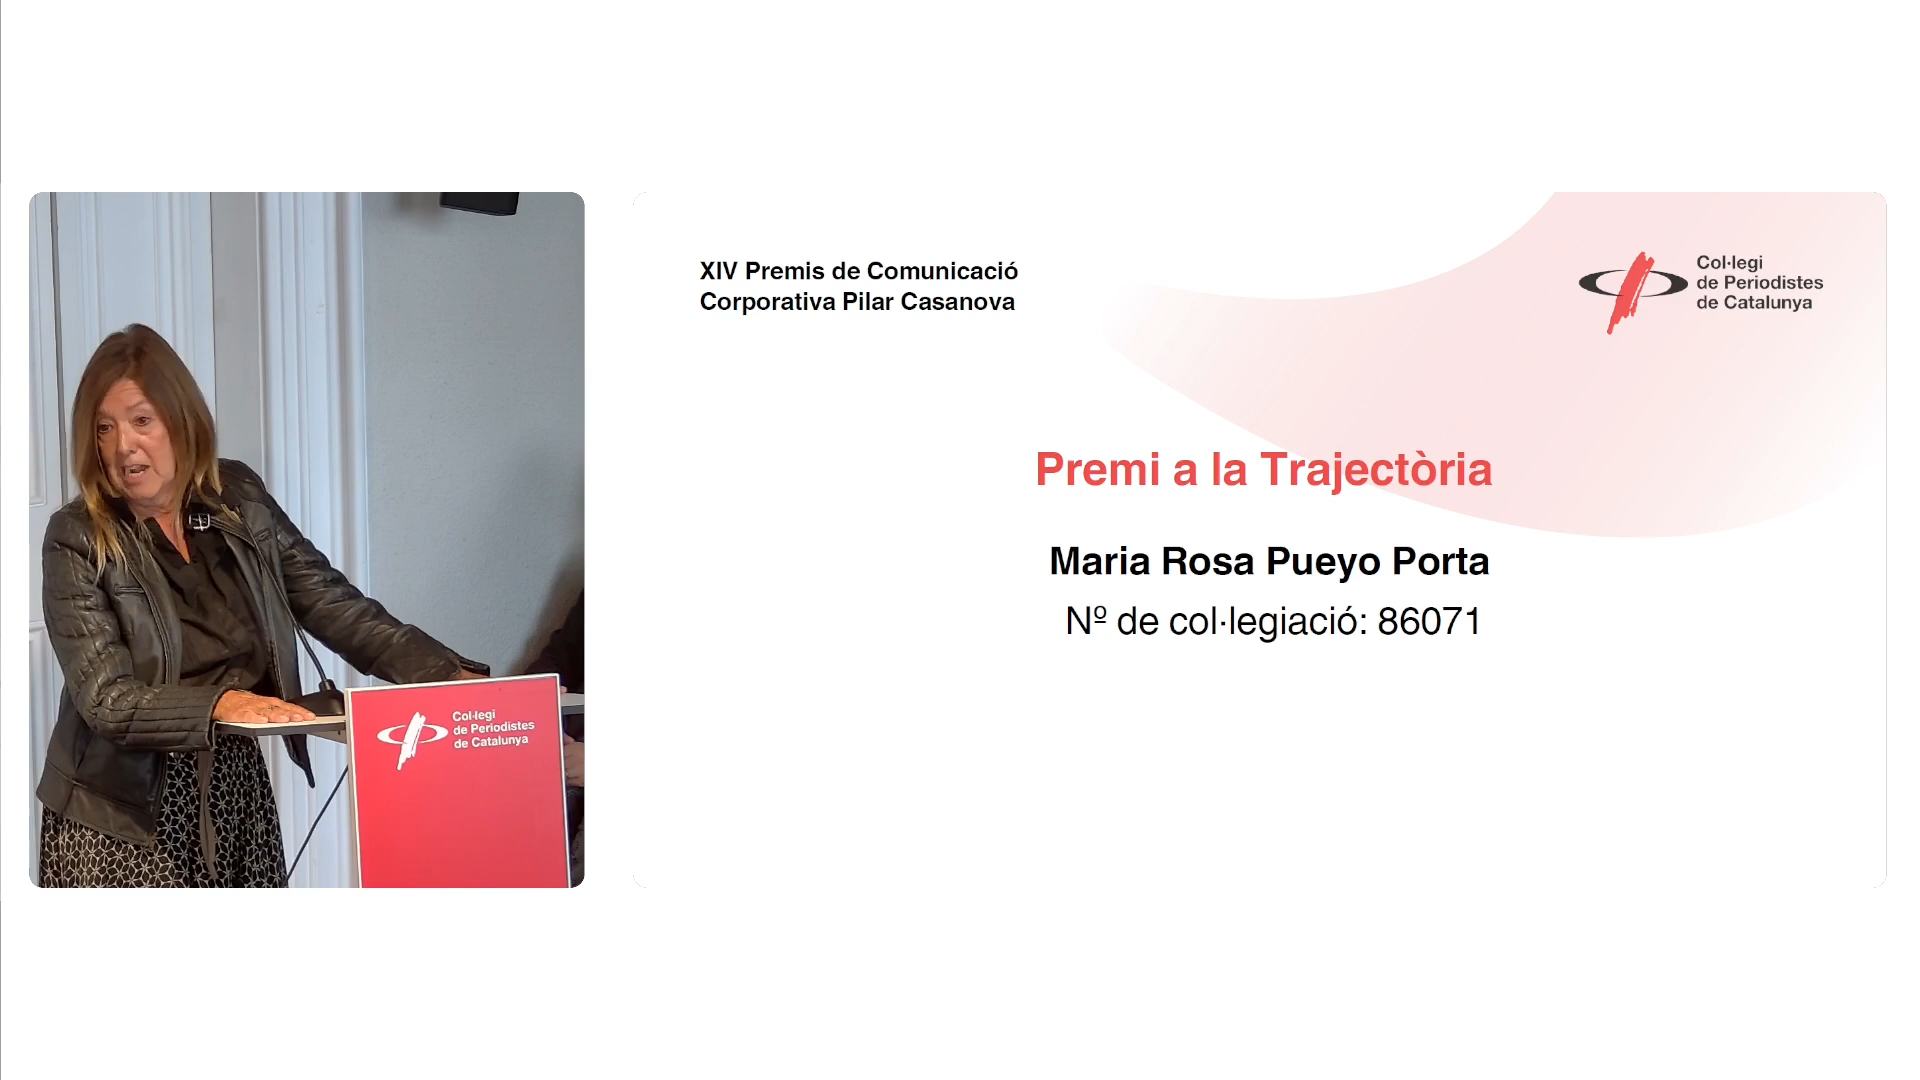 XIV Premis de Comunicació
Corporativa Pilar Casanova
Col·legi
de Periodistes
de Catalunya
Premi a la Trajectòria
Maria Rosa Pueyo Porta
Nº de col·legiació: 86071
Col·legi
de Periodistes
de Catalunya